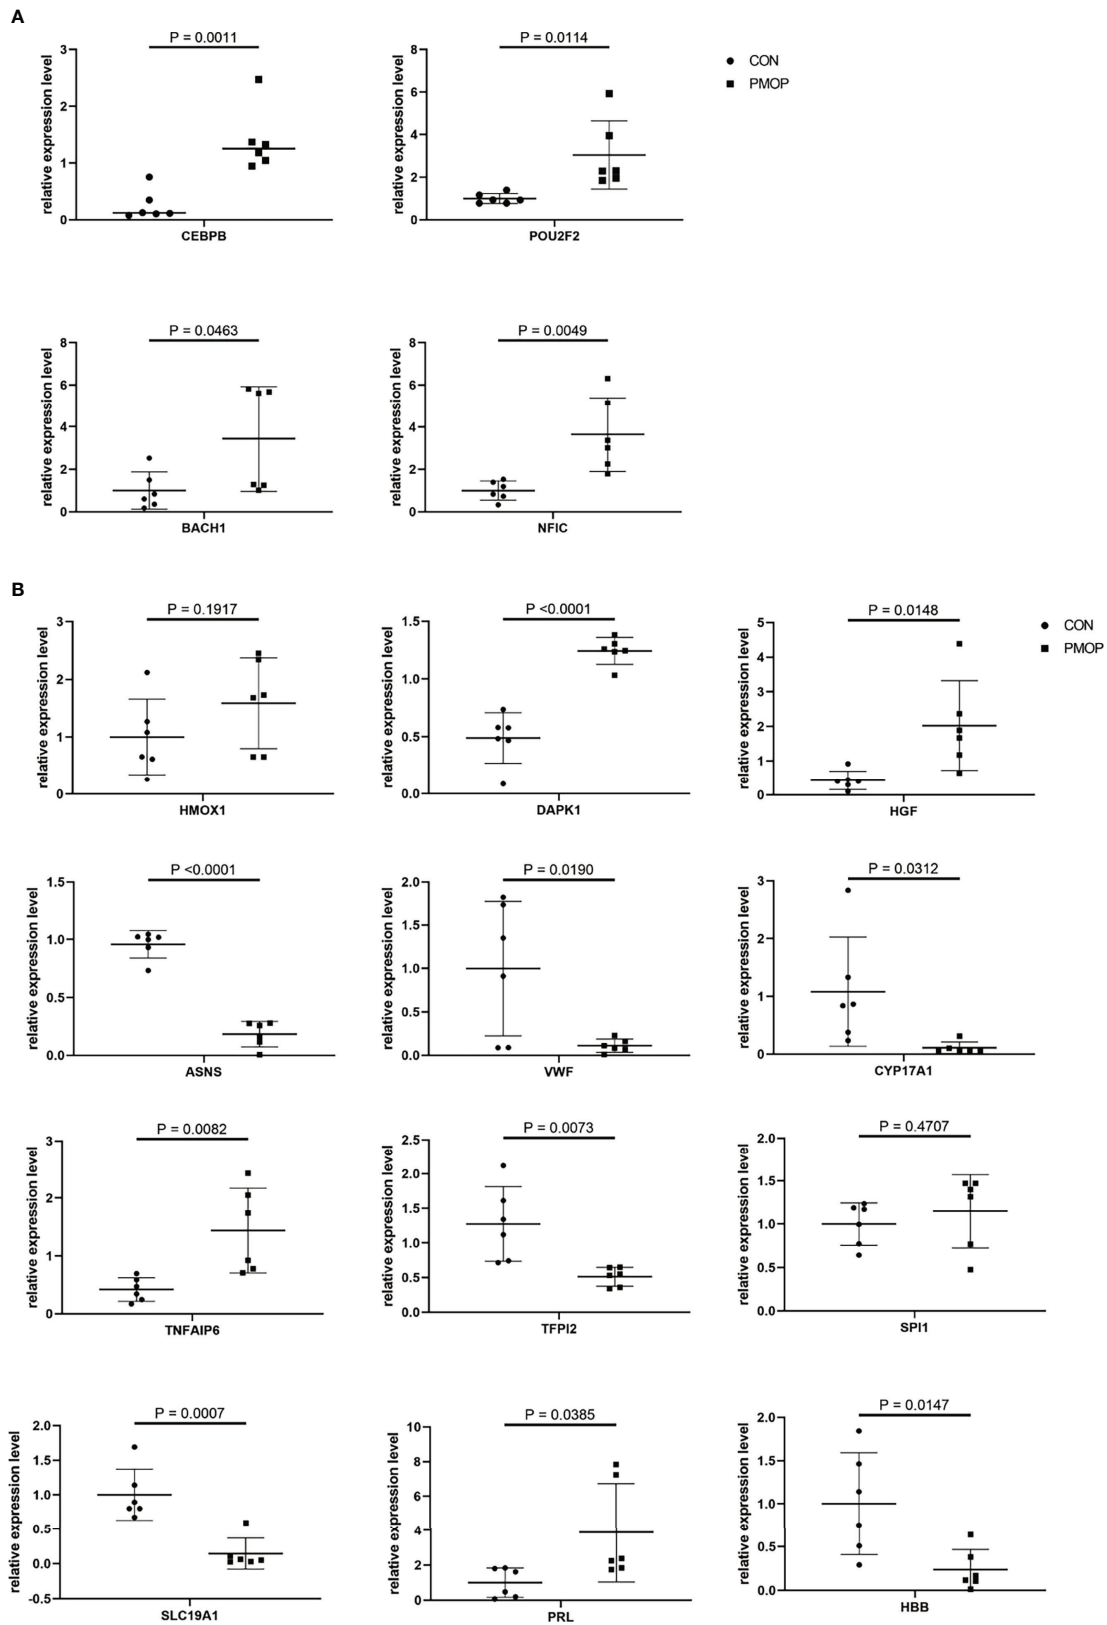 A
P = 0.0011
relative expression level
3
2
1
0
CEBPB
P = 0.0114
relative expression level
8
6
4
2
0
POU2F2
CON
PMOP
P = 0.0463
relative expression level
8
6
4
2
0
BACH1
P = 0.0049
relative expression level
8
6
4
2
0
NFIC
B
P = 0.1917
relative expression level
3
2
1
0
HMOX1
P <0.0001
relative expression level
1.5
1.0
0.5
0.0
DAPK1
P = 0.0148
relative expression level
5
4
3
2
1
0
HGF
CON
PMOP
P <0.0001
relative expression level
1.5
1.0
0.5
0.0
ASNS
P = 0.0190
relative expression level
2.0
1.5
1.0
0.5
0.0
VWF
P = 0.0312
relative expression level
3
2
1
0
CYP17A1
P = 0.0082
relative expression level
3
2
1
0
TNFAIP6
P = 0.0073
relative expression level
2.5
2.0
1.5
1.0
0.5
0.0
TFPI2
P = 0.4707
relative expression level
2.0
1.5
1.0
0.5
0.0
SPI1
P = 0.0007
relative expression level
2.0
1.5
1.0
0.5
0.0
-0.5
SLC19A1
P = 0.0385
relative expression level
10
8
6
4
2
0
PRL
P = 0.0147
relative expression level
2.0
1.5
1.0
0.5
0.0
HBB